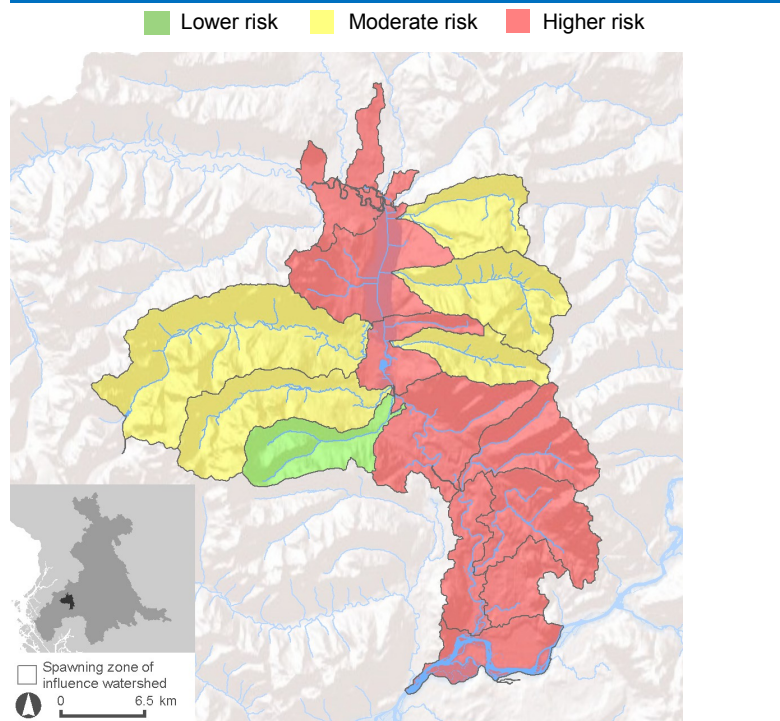 Lower risk Moderate risk Higher risk
Spawning zone of
influence watershed
0 6.5 km